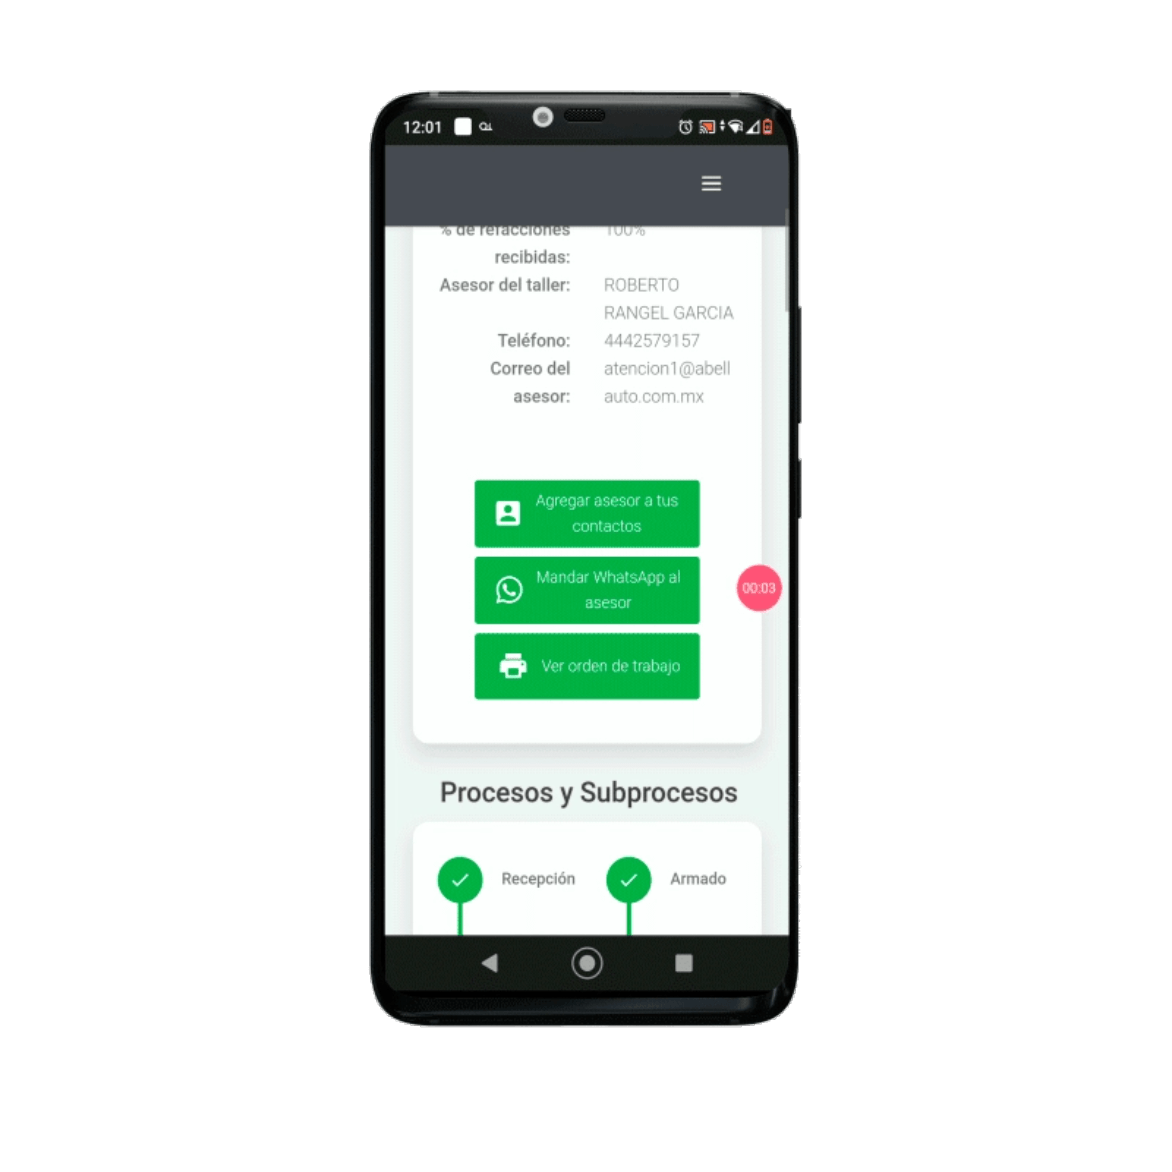 12:01
% de refacciones 100%
recibidas:
Asesor del taller: ROBERTO
RANGEL GARCIA
Teléfono: 4442579157
Correo del atencion1@abell
asesor: auto.com.mx
Agregar asesor a tus
contactos
Mandar WhatsApp al
asesor
00:03
Ver orden de trabajo
Procesos y Subprocesos
Recepción Armado